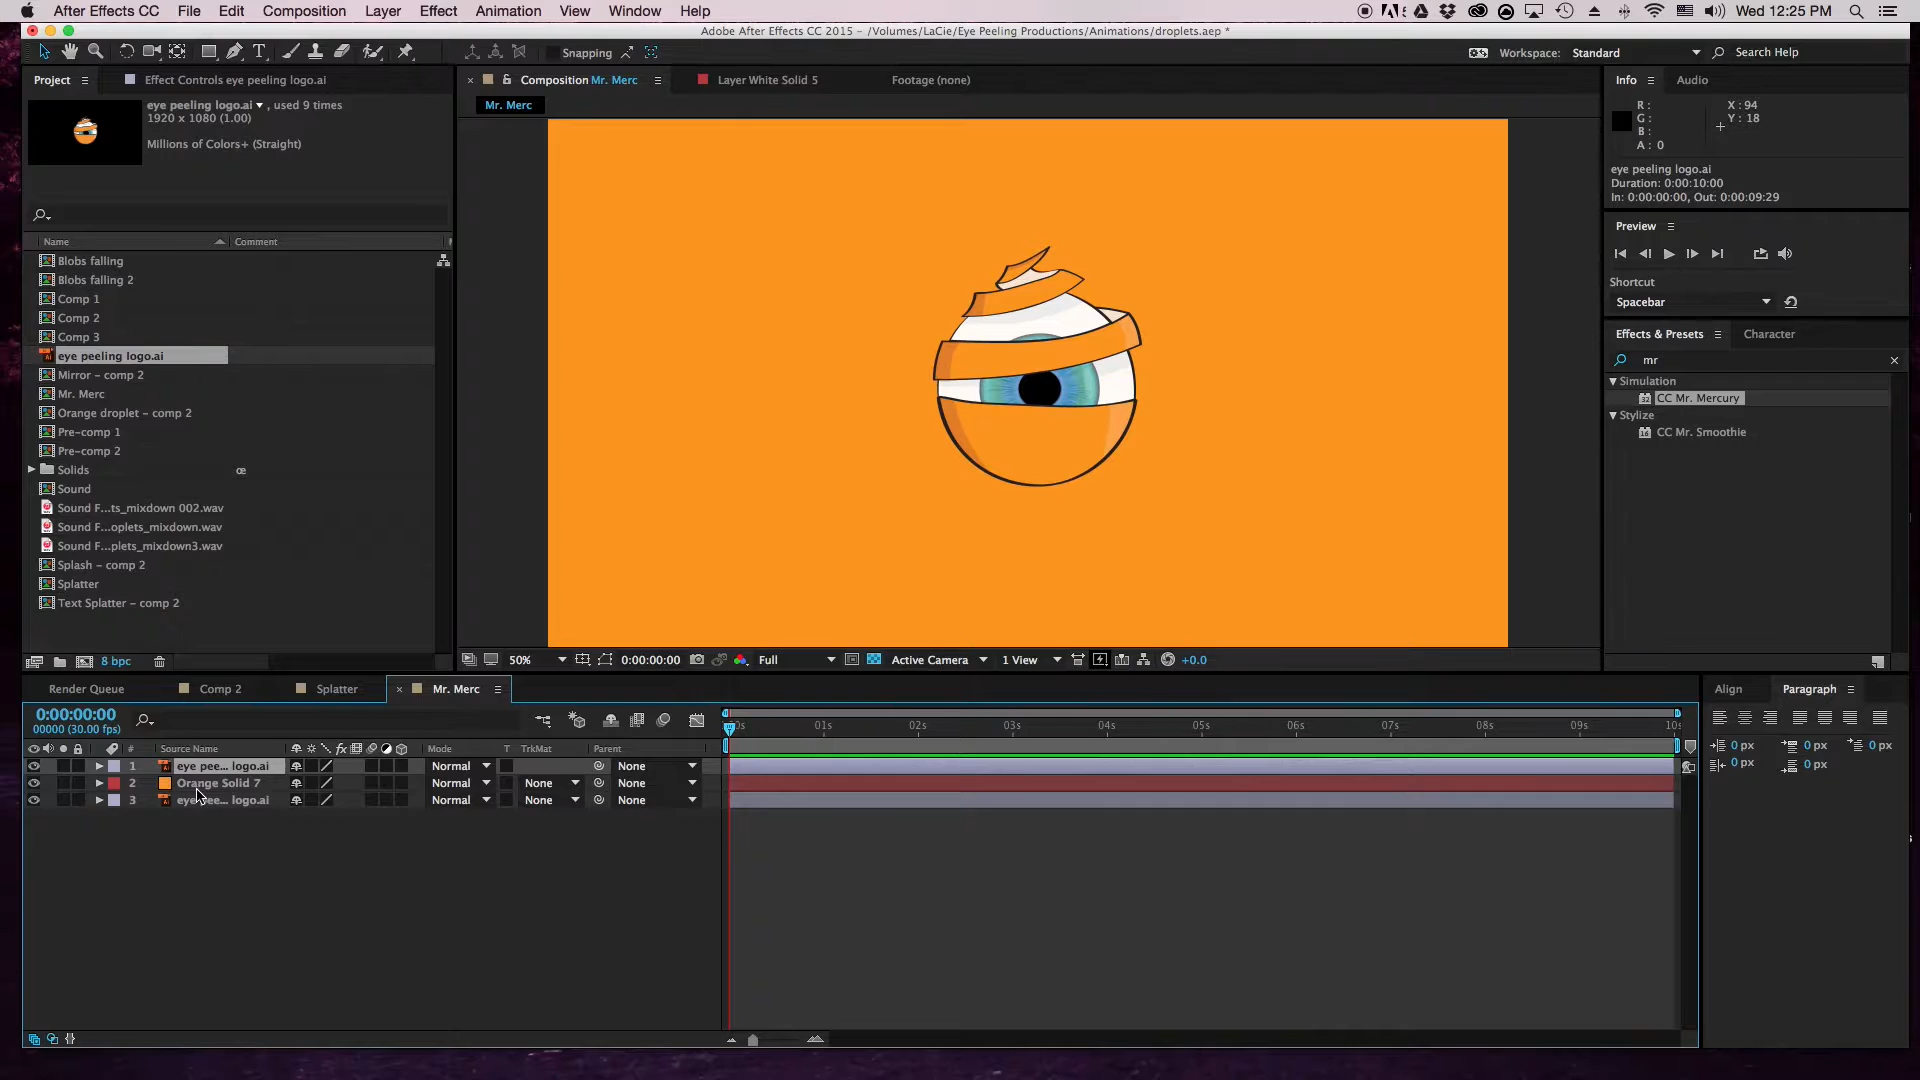 After Effects CC File Edit Composition Layer Effect Animation View Window Help Wed 12:25 PM
Adobe After Effects CC 2015 – /Volumes/LaCie/Eye Peeling Productions/Animations/droplets.aep *
Snapping Workspace: Standard Search Help
Project Effect Controls eye peeling logo.ai Composition Mr. Merc Layer White Solid 5 Footage (none) Info Audio
eye peeling logo.ai , used 9 times
1920 x 1080 (1.00)
Millions of Colors+ (Straight)
Mr. Merc
R : X : 94
G : Y : 18
B :
A : 0
eye peeling logo.ai
Duration: 0:00:10:00
In: 0:00:00:00, Out: 0:00:09:29
Preview
Shortcut
Spacebar
Effects & Presets Character
mr
Simulation
32 CC Mr. Mercury
Stylize
16 CC Mr. Smoothie
Name Comment
Blobs falling
Blobs falling 2
Comp 1
Comp 2
Comp 3
eye peeling logo.ai
Mirror – comp 2
Mr. Merc
Orange droplet – comp 2
Pre-comp 1
Pre-comp 2
Solids œ
Sound
Sound F...ts_mixdown 002.wav
Sound F...oplets_mixdown.wav
Sound F...plets_mixdown3.wav
Splash – comp 2
Splatter
Text Splatter – comp 2
8 bpc
50% 0:00:00:00 Full Active Camera 1 View +0.0
Render Queue Comp 2 Splatter Mr. Merc
0:00:00:00
00000 (30.00 fps)
01s 02s 03s 04s 05s 06s 07s 08s 09s 10s
# Source Name fx Mode T TrkMat Parent
1 eye pee... logo.ai Normal None
2 Orange Solid 7 Normal None None
3 eye pee... logo.ai Normal None None
Align Paragraph
0 px 0 px 0 px
0 px 0 px